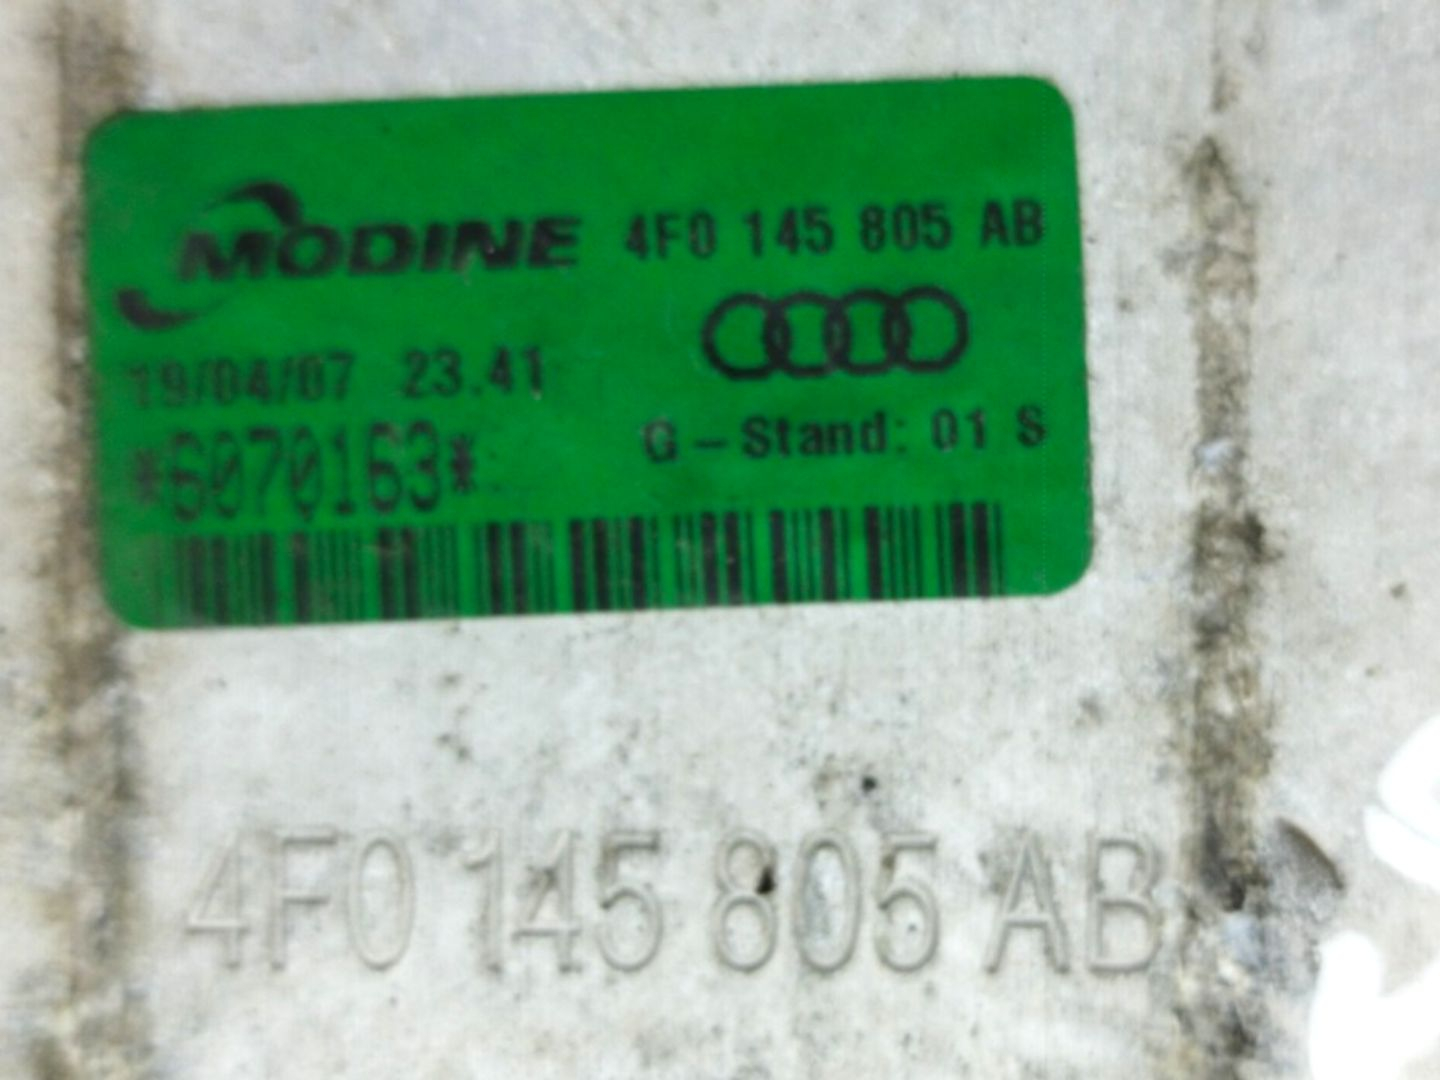 MODINE 4F0 145 805 AB
19/04/07 23.41
G-Stand: 01 S
*6070163*
4F0 145 805 AB